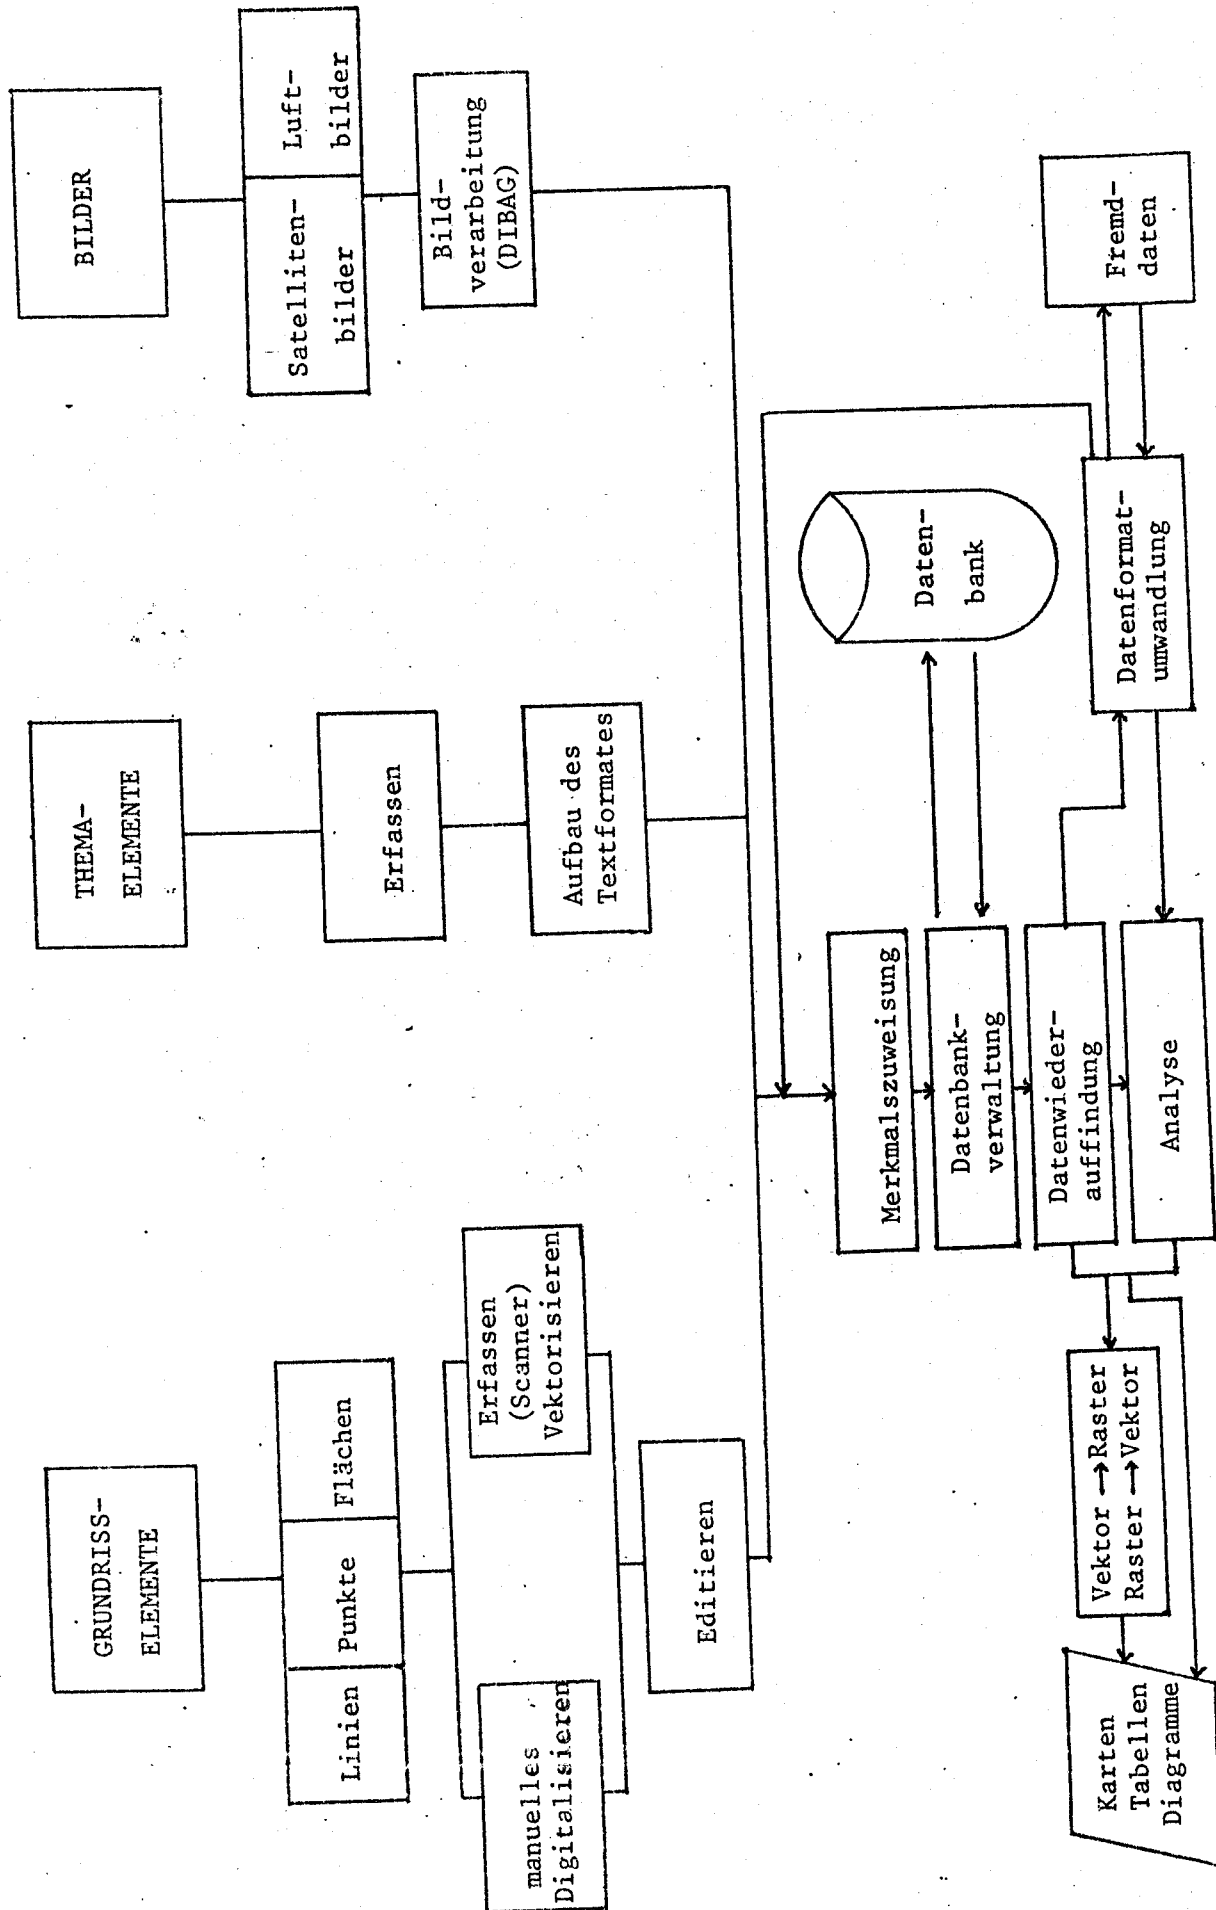 GRUNDRISS-
ELEMENTE
THEMA-
ELEMENTE
BILDER
Linien
Punkte
Flächen
Erfassen
Satelliten-
bilder
Luft-
bilder
manuelles
Digitalisieren
Erfassen
(Scanner)
Vektorisieren
Aufbau des
Textformates
Bild-
verarbeitung
(DIBAG)
Editieren
Merkmalszuweisung
Datenbank-
verwaltung
Daten-
bank
Datenwieder-
auffindung
Analyse
Datenformat-
umwandlung
Fremd-
daten
Vektor → Raster
Raster → Vektor
Karten
Tabellen
Diagramme